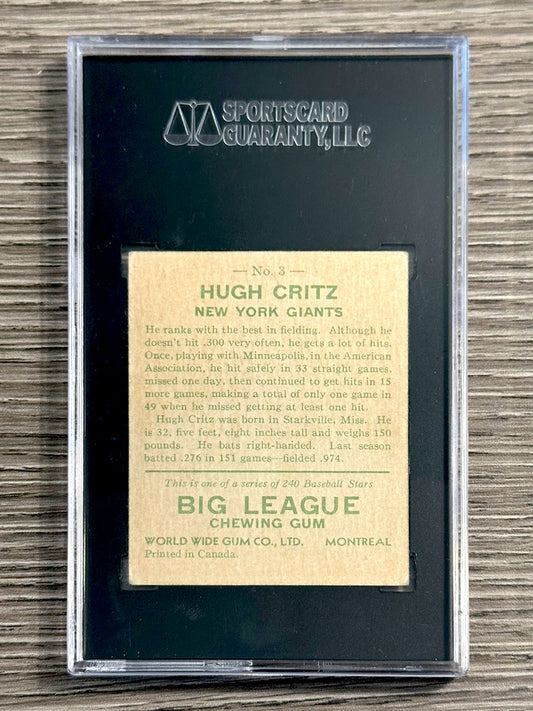 SPORTSCARD
GUARANTY, LLC
— No. 3 —
HUGH CRITZ
NEW YORK GIANTS
He ranks with the best in fielding. Although he
doesn't hit .300 very often, he gets a lot of hits.
Once, playing with Minneapolis, in the American
Association, he hit safely in 33 straight games,
missed one day, then continued to get hits in 15
more games, making a total of only one game in
49 when he missed getting at least one hit.
Hugh Critz was born in Starkville, Miss. He
is 32, five feet, eight inches tall and weighs 150
pounds. He bats right-handed. Last season
batted .276 in 151 games—fielded .974.
This is one of a series of 240 Baseball Stars
BIG LEAGUE
CHEWING GUM
WORLD WIDE GUM CO., LTD. MONTREAL
Printed in Canada.